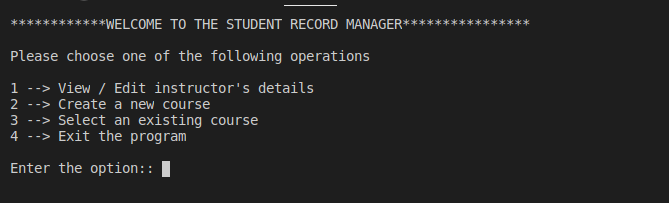 ************WELCOME TO THE STUDENT RECORD MANAGER****************
Please choose one of the following operations
1 --> View / Edit instructor's details
2 --> Create a new course
3 --> Select an existing course
4 --> Exit the program
Enter the option::